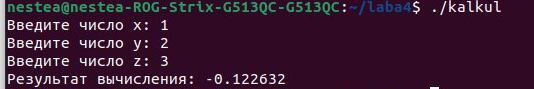 nestea@nestea-ROG-Strix-G513QC-G513QC:~/laba4$ ./kalkul
Введите число x: 1
Введите число y: 2
Введите число z: 3
Результат вычисления: -0.122632